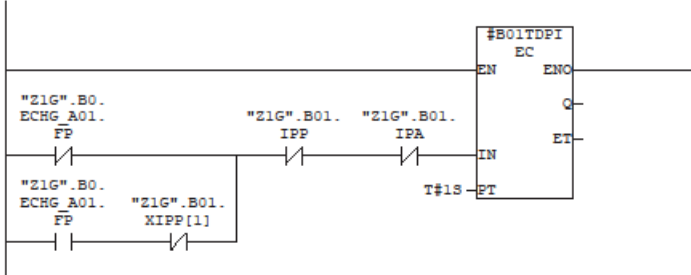 #B01TDPI
EC
EN ENO
"Z1G".B0.
ECHG_A01.
FP
"Z1G".B01.
IPP
"Z1G".B01.
IPA
Q
ET
IN
T#1S PT
"Z1G".B0.
ECHG_A01.
FP
"Z1G".B01.
XIPP[1]